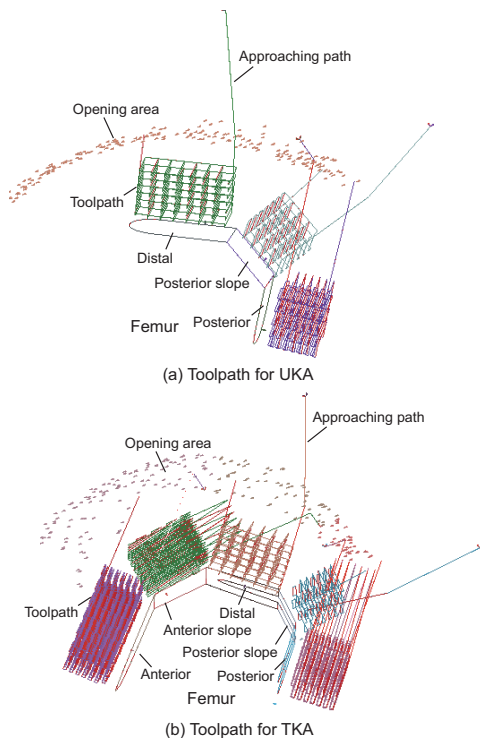 Approaching path
Opening area
Toolpath
Distal
Posterior slope
Femur
Posterior
(a) Toolpath for UKA
Approaching path
Opening area
Toolpath
Distal
Anterior slope
Posterior slope
Anterior
Posterior
Femur
(b) Toolpath for TKA